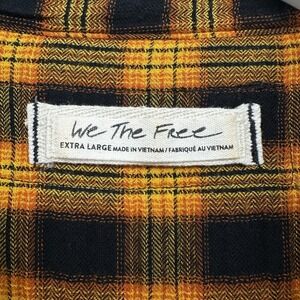 We The Free
EXTRA LARGE MADE IN VIETNAM / FABRIQUÉ AU VIETNAM